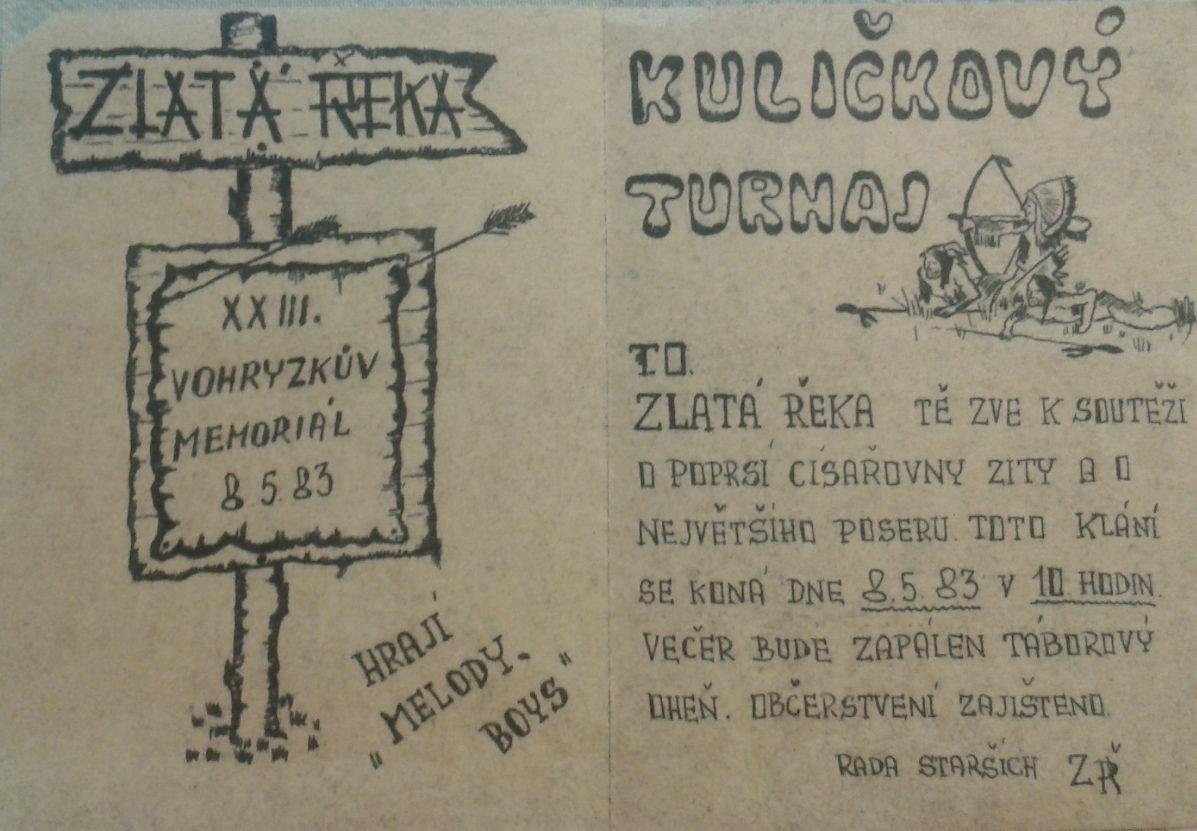 ZLATÁ ŘEKA
XXIII.
VOHRYZKŮV
MEMORIÁL
8.5.83
HRAJÍ
„MELODY-
BOYS"
KULIČKOVÝ
TURNAJ
T.O.
ZLATÁ ŘEKA TĚ ZVE K SOUTĚŽI
O POPRSÍ CÍSAŘOVNY ZITY A O
NEJVĚTŠÍHO POSERU. TOTO KLÁNÍ
SE KONÁ DNE 8.5.83 V 10. HODIN.
VEČER BUDE ZAPÁLEN TÁBOROVÝ
OHEŇ. OBČERSTVENÍ ZAJIŠTENO.
RADA STARŠÍCH ZŘ